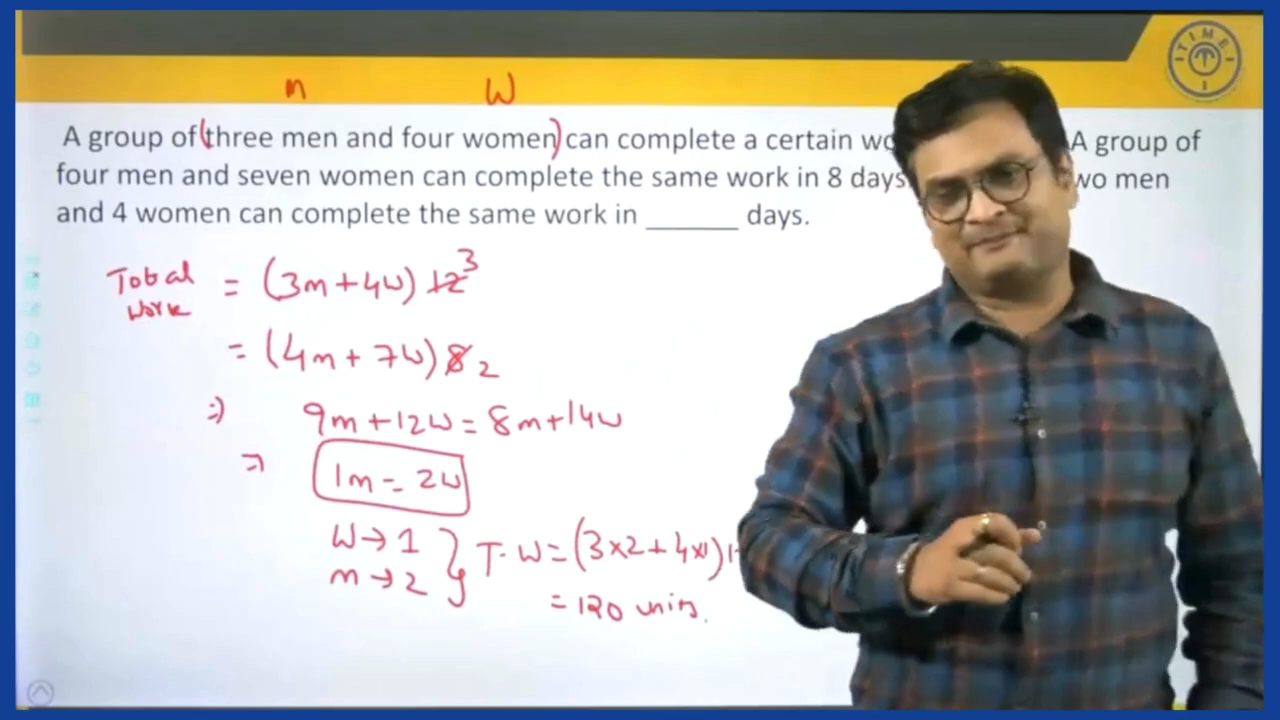 TIME
m W
A group of (three men and four women) can complete a certain A group of
four men and seven women can complete the same work in 8 days men
and 4 women can complete the same work in ______ days.
Total work = (3m+4w) 12 3
= (4m + 7w) 8 2
⇒ 9m+12w = 8m+14w
⇒ 1m = 2w
W→1
m→2 } T.W = (3×2+4×1)
= 120 units.